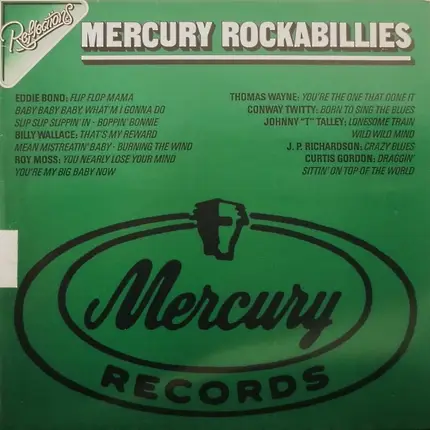 Reflections
MERCURY ROCKABILLIES
EDDIE BOND: FLIP FLOP MAMA
BABY BABY BABY, WHAT'M I GONNA DO
SLIP SLIP SLIPPIN' IN - BOPPIN' BONNIE
BILLY WALLACE: THAT'S MY REWARD
MEAN MISTREATIN' BABY - BURNING THE WIND
ROY MOSS: YOU NEARLY LOSE YOUR MIND
YOU'RE MY BIG BABY NOW
THOMAS WAYNE: YOU'RE THE ONE THAT DONE IT
CONWAY TWITTY: BORN TO SING THE BLUES
JOHNNY "T" TALLEY: LONESOME TRAIN
WILD WILD MIND
J. P. RICHARDSON: CRAZY BLUES
CURTIS GORDON: DRAGGIN'
SITTIN' ON TOP OF THE WORLD
Mercury
RECORDS